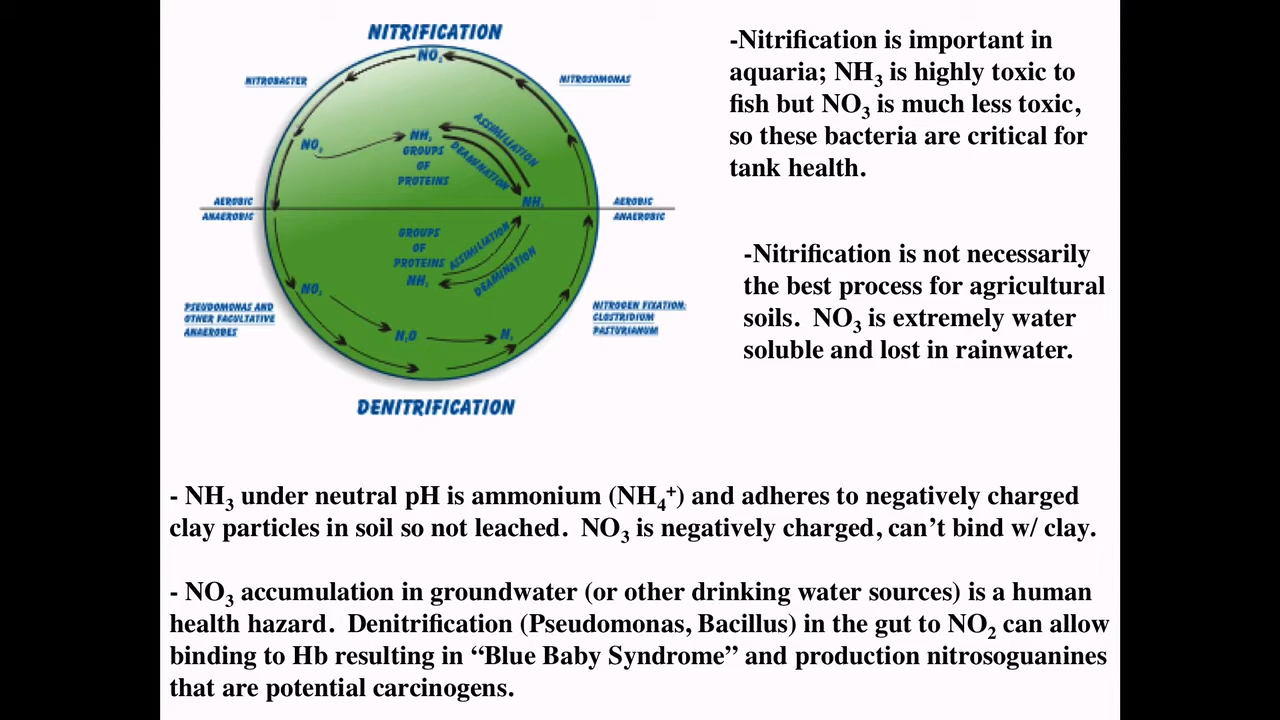 NITRIFICATION
NO₂
NITROBACTER
NITROSOMONAS
NO₃
NH₂
GROUPS
OF
PROTEINS
ASSIMILIATION
DEAMINATION
NH₃
AEROBIC
ANAEROBIC
AEROBIC
ANAEROBIC
GROUPS
OF
PROTEINS
NH₂
ASSIMILIATION
DEAMINATION
NO₂
N₂O
N₂
PSEUDOMONAS AND
OTHER FACULTATIVE
ANAEROBES
NITROGEN FIXATION:
CLOSTRIDIUM
PASTURIANUM
DENITRIFICATION
-Nitrification is important in
aquaria; NH₃ is highly toxic to
fish but NO₃ is much less toxic,
so these bacteria are critical for
tank health.
-Nitrification is not necessarily
the best process for agricultural
soils. NO₃ is extremely water
soluble and lost in rainwater.
- NH₃ under neutral pH is ammonium (NH₄⁺) and adheres to negatively charged
clay particles in soil so not leached. NO₃ is negatively charged, can’t bind w/ clay.
- NO₃ accumulation in groundwater (or other drinking water sources) is a human
health hazard. Denitrification (Pseudomonas, Bacillus) in the gut to NO₂ can allow
binding to Hb resulting in “Blue Baby Syndrome” and production nitrosoguanines
that are potential carcinogens.